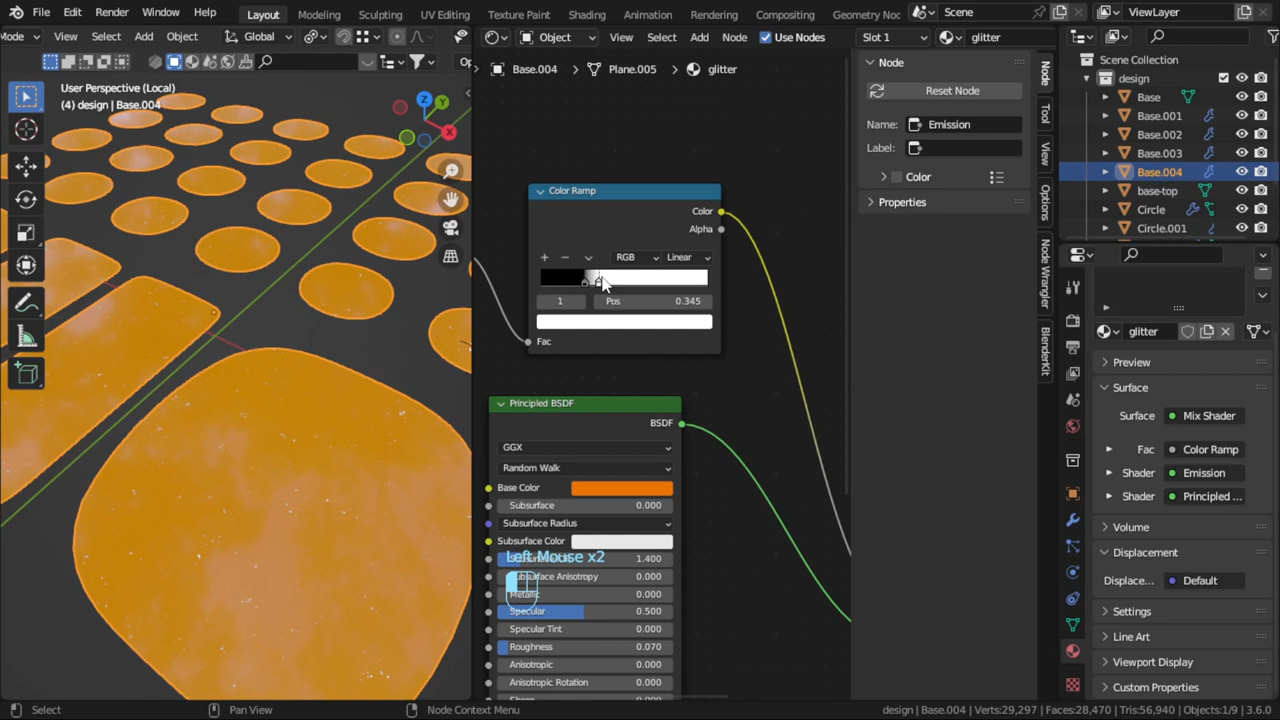 File Edit Render Window Help Layout Modeling Sculpting UV Editing Texture Paint Shading Animation Rendering Compositing Geometry Noc Scene ViewLayer
Mode View Select Add Object Global Object View Select Add Node Use Nodes Slot 1 glitter
Op Base.004 > Plane.005 > glitter
User Perspective (Local)
(4) design | Base.004
Z
Y
X
Color Ramp
Color
Alpha
RGB Linear
1 Pos 0.345
Fac
Principled BSDF
BSDF
GGX
Random Walk
Base Color
Subsurface 0.000
Subsurface Radius
Subsurface Color
1.400
Subsurface Anisotropy 0.000
Metallic 0.000
Specular 0.500
Specular Tint 0.000
Roughness 0.070
Anisotropic 0.000
Anisotropic Rotation 0.000
Left Mouse x2
Node
Reset Node
Name: Emission
Label:
Color
Properties
Node
Tool
View
Options
Node Wrangler
BlenderKit
Scene Collection
design
Base
Base.001
Base.002
Base.003
Base.004
base-top
Circle
Circle.001
glitter
Preview
Surface
Surface Mix Shader
Fac Color Ramp
Shader Emission
Shader Principled ...
Volume
Displacement
Displace... Default
Settings
Line Art
Viewport Display
Custom Properties
Select Pan View Node Context Menu design | Base.004 | Verts:29,297 | Faces:28,470 | Tris:56,940 | Objects:1/9 | 3.6.0